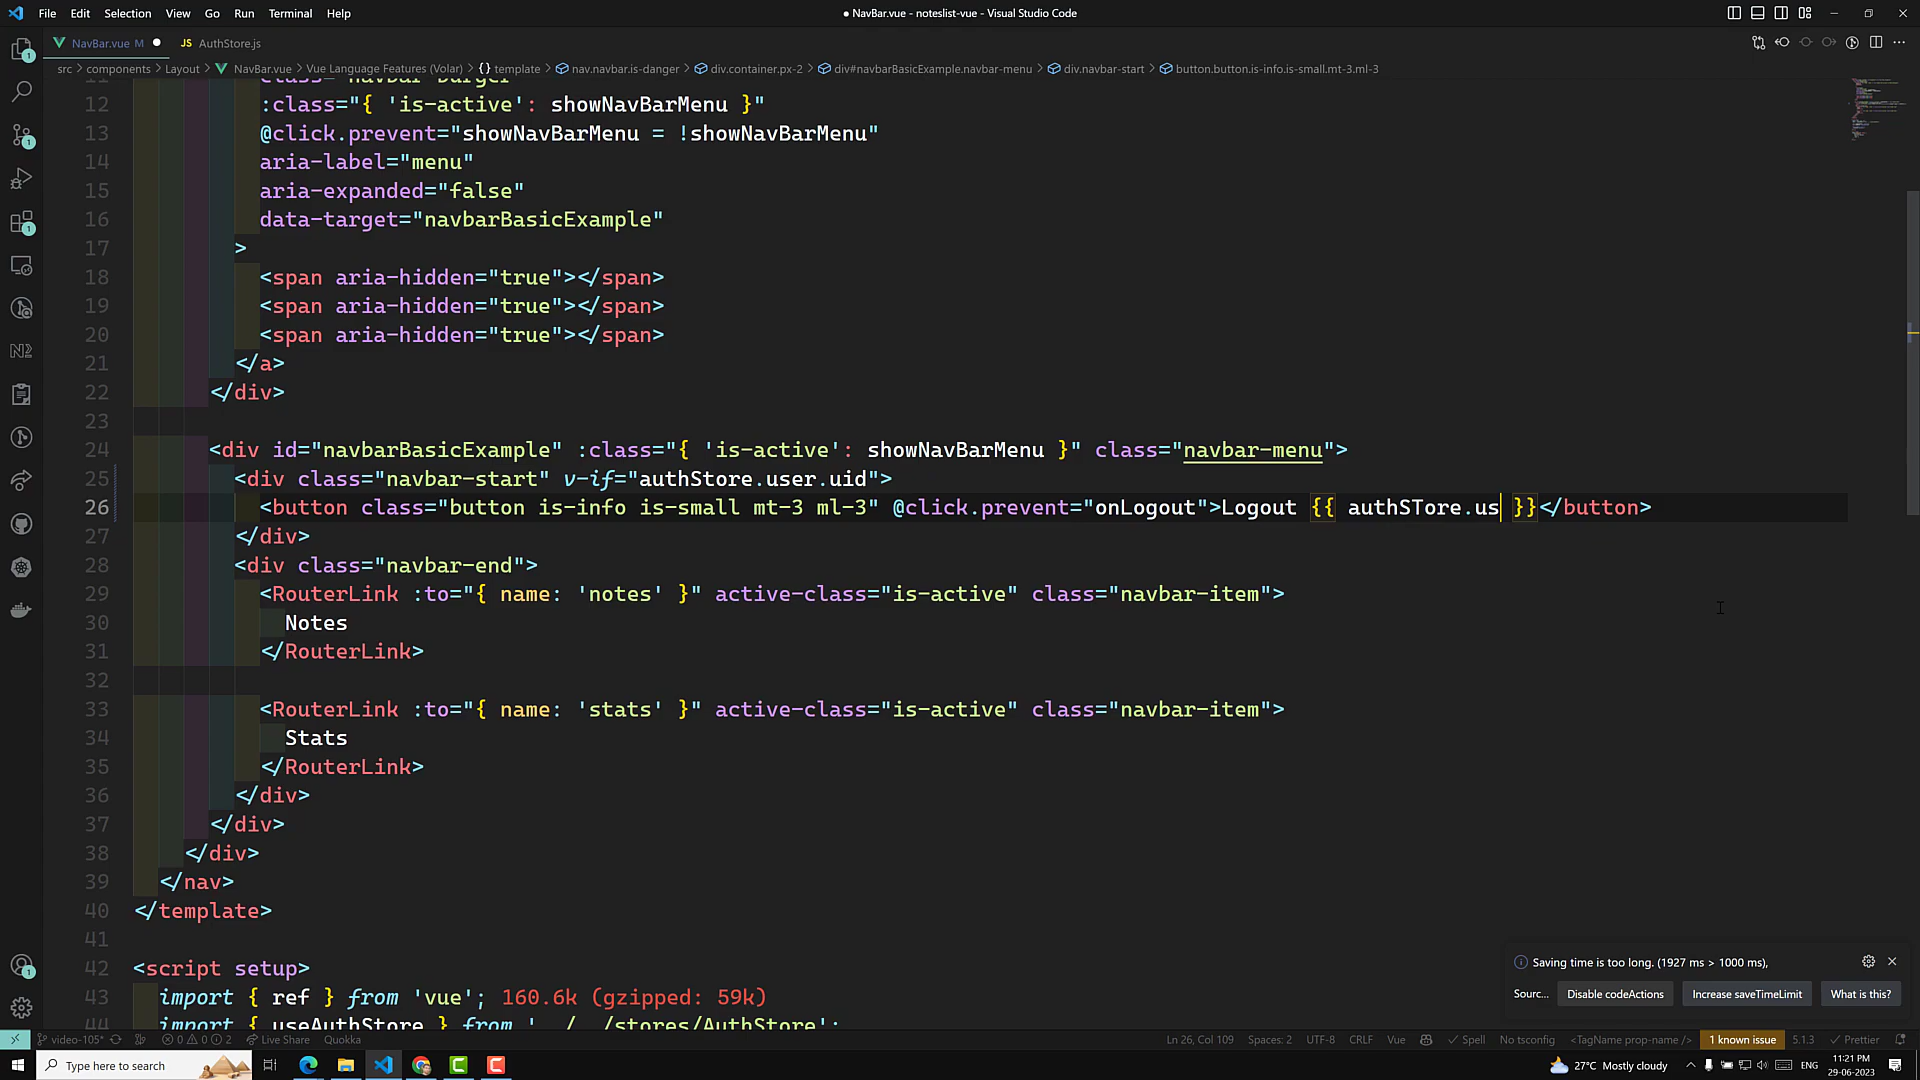 File Edit Selection View Go Run Terminal Help
● NavBar.vue - noteslist-vue - Visual Studio Code
NavBar.vue M
JS AuthStore.js
src > components > Layout > NavBar.vue > Vue Language Features (Volar) > {} template > nav.navbar.is-danger > div.container.px-2 > div#navbarBasicExample.navbar-menu > div.navbar-start > button.button.is-info.is-small.mt-3.ml-3
12 :class="{ 'is-active': showNavBarMenu }"
13 @click.prevent="showNavBarMenu = !showNavBarMenu"
14 aria-label="menu"
15 aria-expanded="false"
16 data-target="navbarBasicExample"
17 >
18 <span aria-hidden="true"></span>
19 <span aria-hidden="true"></span>
20 <span aria-hidden="true"></span>
21 </a>
22 </div>
23
24 <div id="navbarBasicExample" :class="{ 'is-active': showNavBarMenu }" class="navbar-menu">
25 <div class="navbar-start" v-if="authStore.user.uid">
26 <button class="button is-info is-small mt-3 ml-3" @click.prevent="onLogout">Logout {{ authSTore.us }}</button>
27 </div>
28 <div class="navbar-end">
29 <RouterLink :to="{ name: 'notes' }" active-class="is-active" class="navbar-item">
30 Notes
31 </RouterLink>
32
33 <RouterLink :to="{ name: 'stats' }" active-class="is-active" class="navbar-item">
34 Stats
35 </RouterLink>
36 </div>
37 </div>
38 </div>
39 </nav>
40 </template>
41
42 <script setup>
43 import { ref } from 'vue'; 160.6k (gzipped: 59k)
44 import { useAuthStore } from '../../stores/AuthStore';
Saving time is too long. (1927 ms > 1000 ms),
Sourc... Disable codeActions Increase saveTimeLimit What is this?
video-105* 0 0 2 Live Share Quokka
Ln 26, Col 109 Spaces: 2 UTF-8 CRLF Vue Spell No tsconfig <TagName prop-name /> 1 known issue 5.1.3 Prettier
Type here to search
27°C Mostly cloudy ENG 11:21 PM
29-06-2023